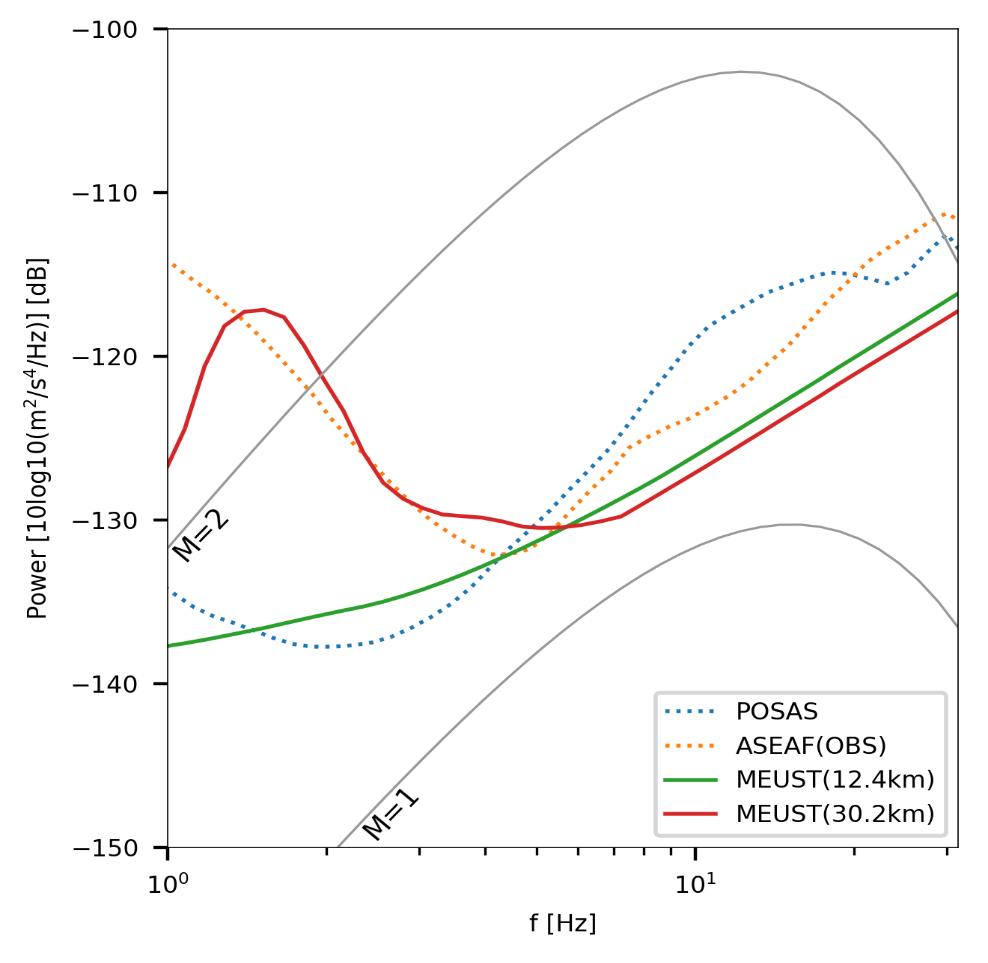 −100
−110
−120
−130
−140
−150
Power [10log10(m²/s⁴/Hz)] [dB]
M=2
M=1
POSAS
ASEAF(OBS)
MEUST(12.4km)
MEUST(30.2km)
10⁰
10¹
f [Hz]